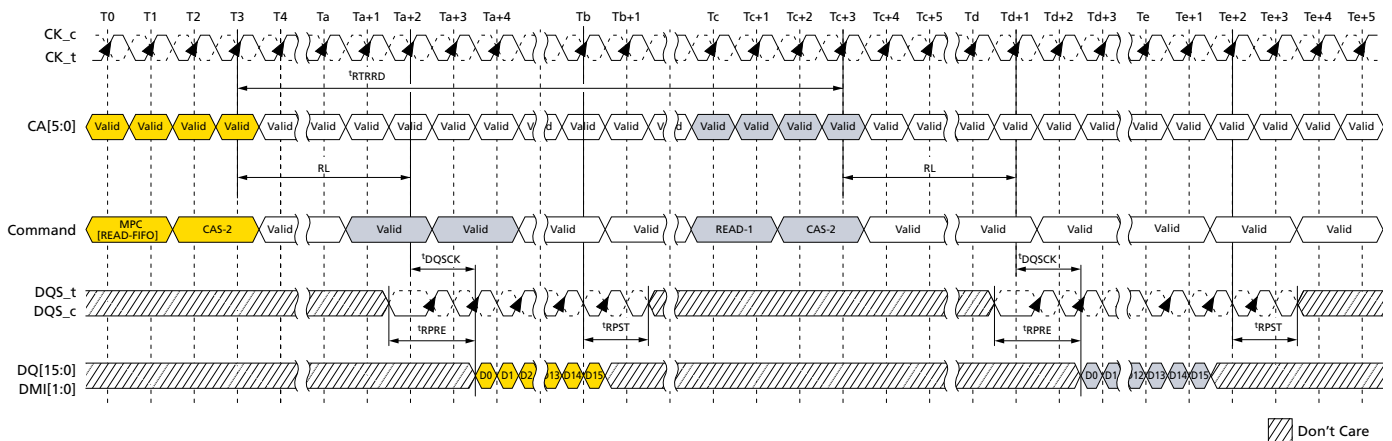 T0 T1 T2 T3 T4 Ta Ta+1 Ta+2 Ta+3 Ta+4 Tb Tb+1 Tc Tc+1 Tc+2 Tc+3 Tc+4 Tc+5 Td Td+1 Td+2 Td+3 Te Te+1 Te+2 Te+3 Te+4 Te+5
CK_c
CK_t
tRTRRD
CA[5:0] Valid Valid Valid Valid Valid Valid Valid Valid Valid Valid Valid Valid Valid Valid Valid Valid Valid Valid Valid Valid Valid Valid Valid Valid Valid Valid Valid
RL RL
Command MPC [READ-FIFO] CAS-2 Valid Valid Valid Valid Valid READ-1 CAS-2 Valid Valid Valid Valid Valid Valid
tDQSCK tDQSCK
DQS_t
DQS_c
tRPRE tRPST tRPRE tRPST
DQ[15:0]
DMI[1:0]
D0 D1 D2 D13 D14 D15 D0 D1 D12 D13 D14 D15
Don't Care